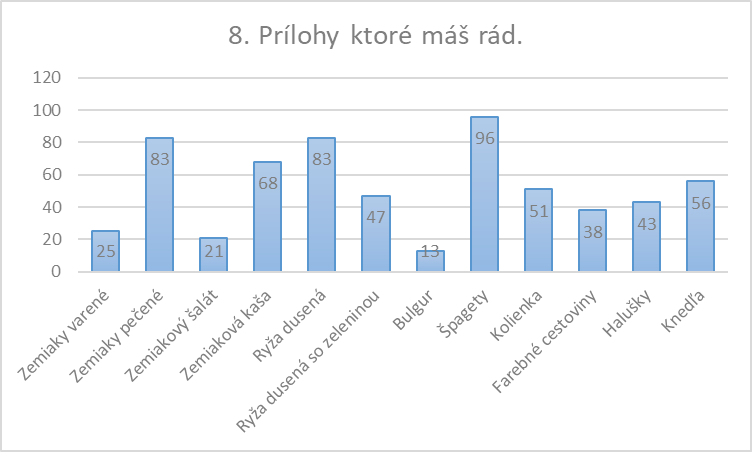 8. Prílohy ktoré máš rád.
120
100
80
60
40
20
0
25
83
21
68
83
47
13
96
51
38
43
56
Zemiaky varené
Zemiaky pečené
Zemiakový šalát
Zemiaková kaša
Ryža dusená
Ryža dusená so zeleninou
Bulgur
Špagety
Kolienka
Farebné cestoviny
Halušky
Knedľa